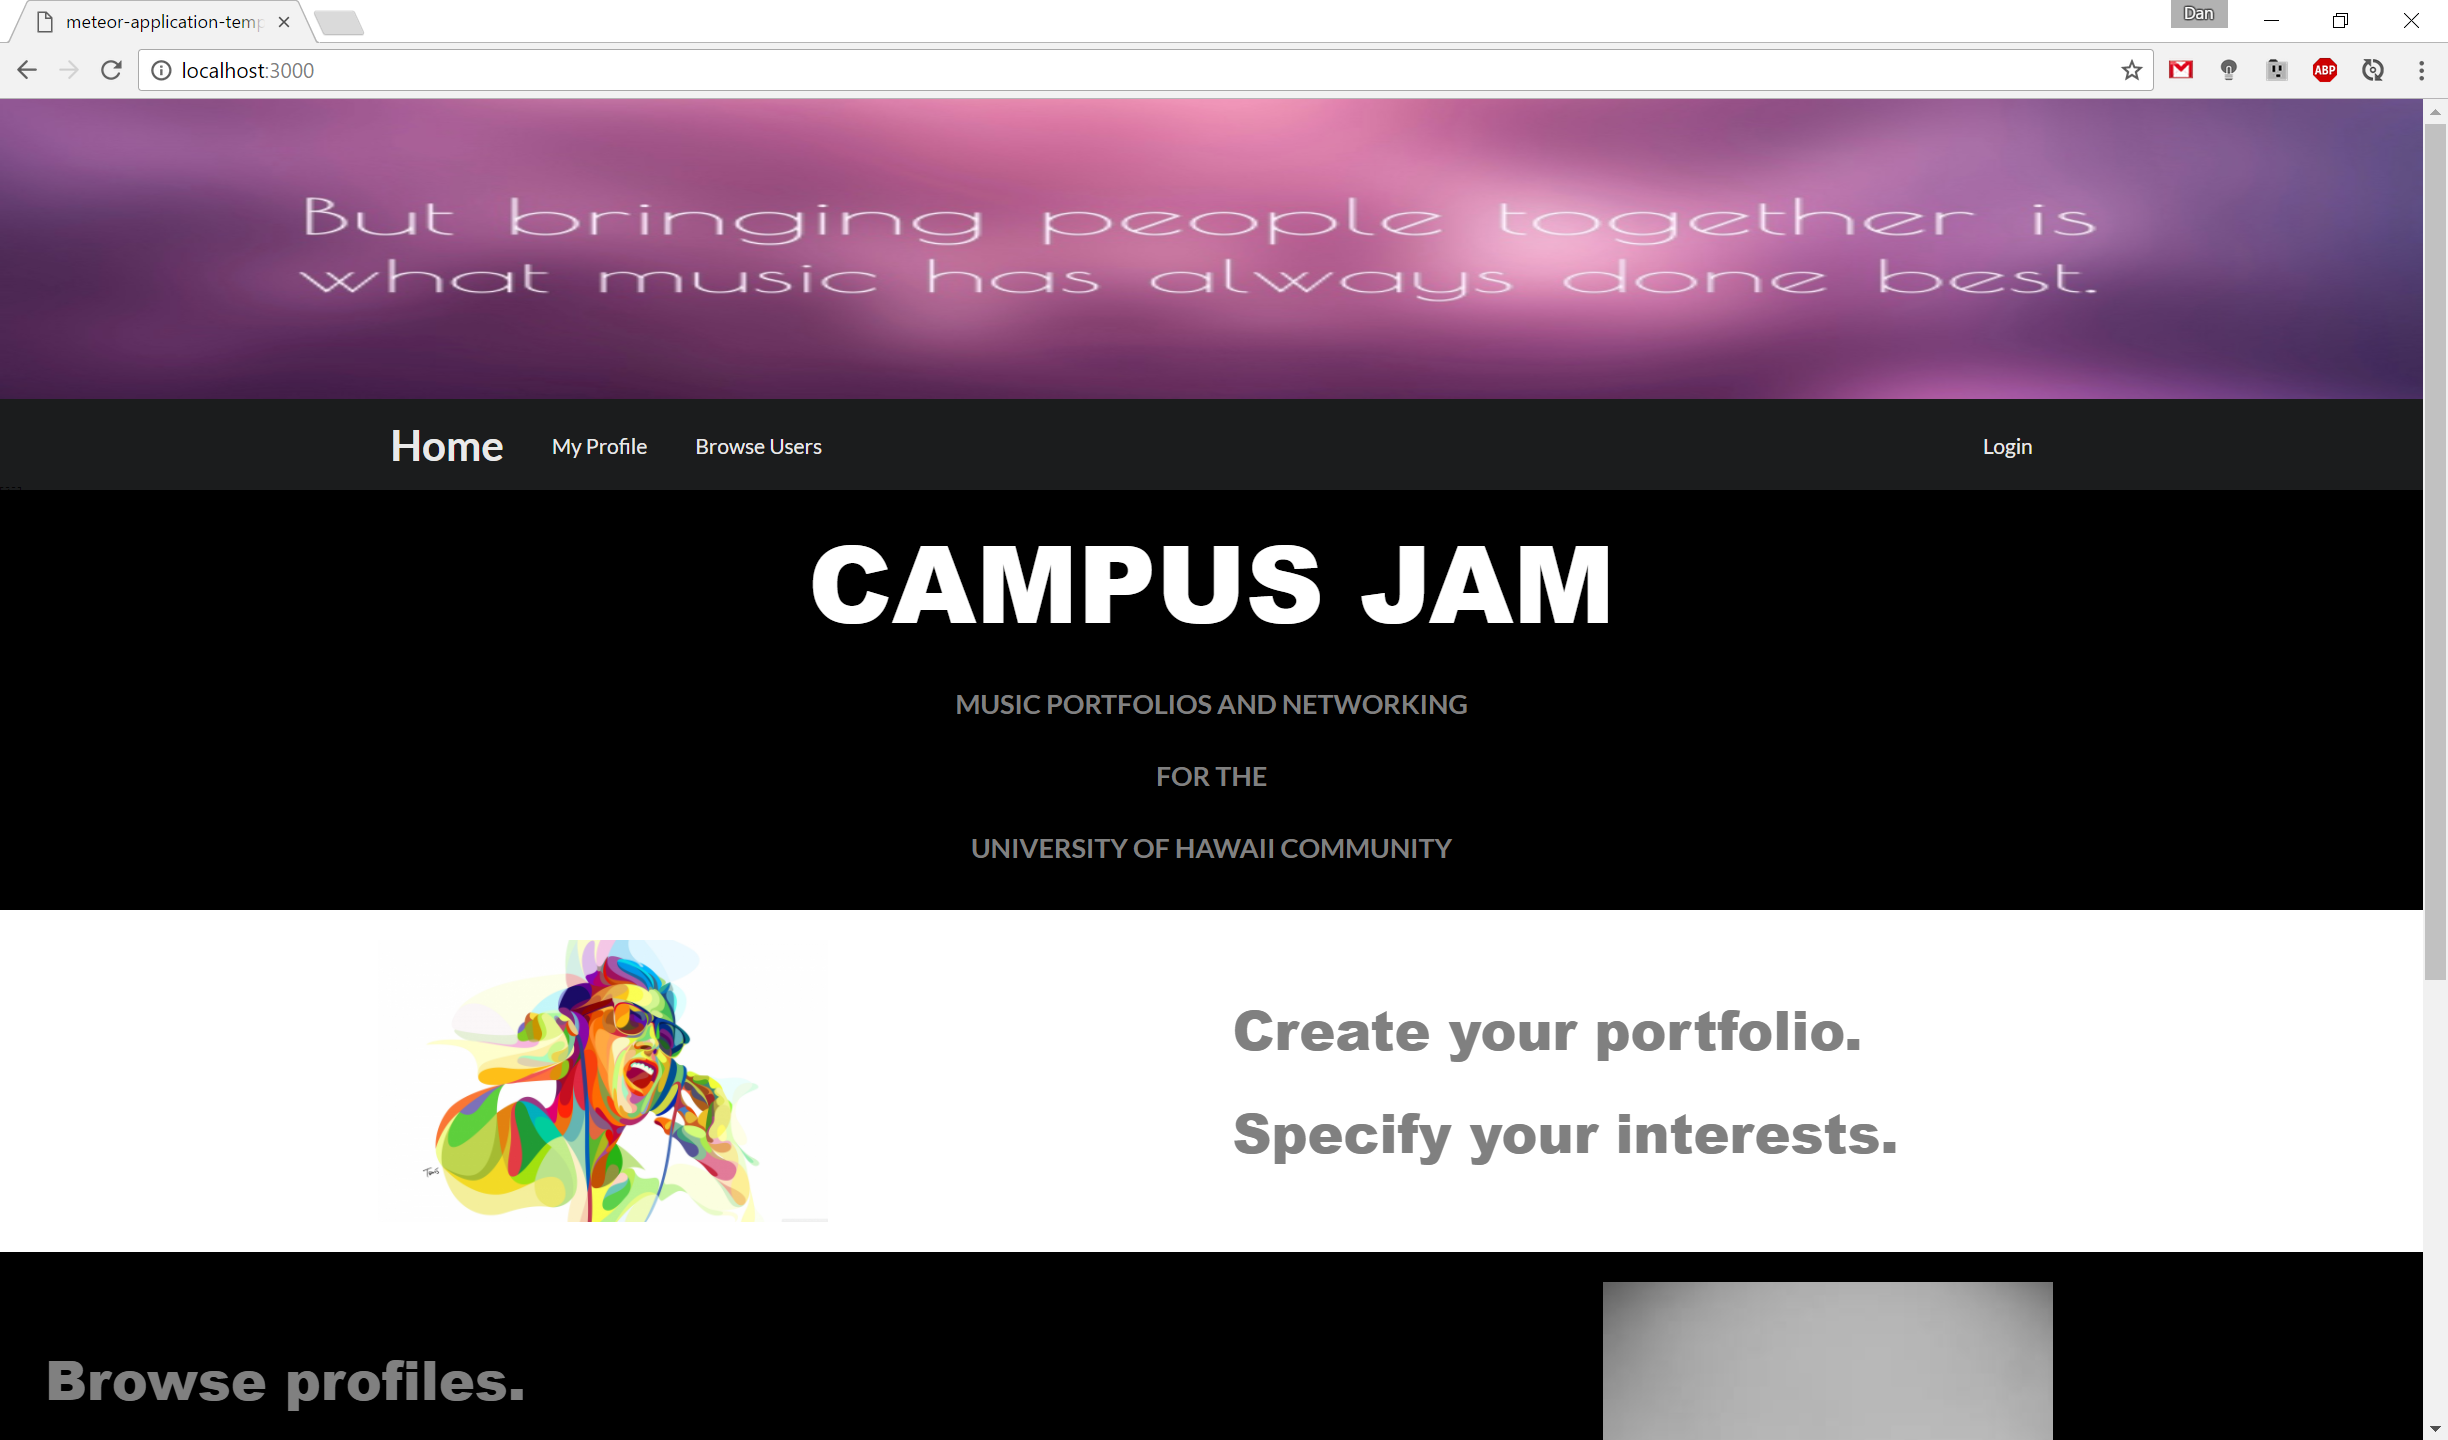 meteor-application-temp
Dan
localhost:3000
ABP
But bringing people together is
what music has always done best.
Home
My Profile
Browse Users
Login
CAMPUS JAM
MUSIC PORTFOLIOS AND NETWORKING
FOR THE
UNIVERSITY OF HAWAII COMMUNITY
Create your portfolio.
Specify your interests.
Browse profiles.